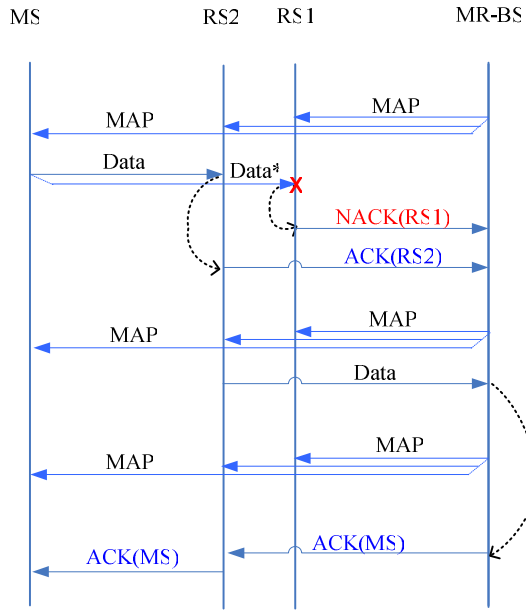 MS RS2 RS1 MR-BS
MAP
MAP
Data
Data*
NACK(RS1)
ACK(RS2)
MAP
MAP
Data
MAP
MAP
ACK(MS)
ACK(MS)